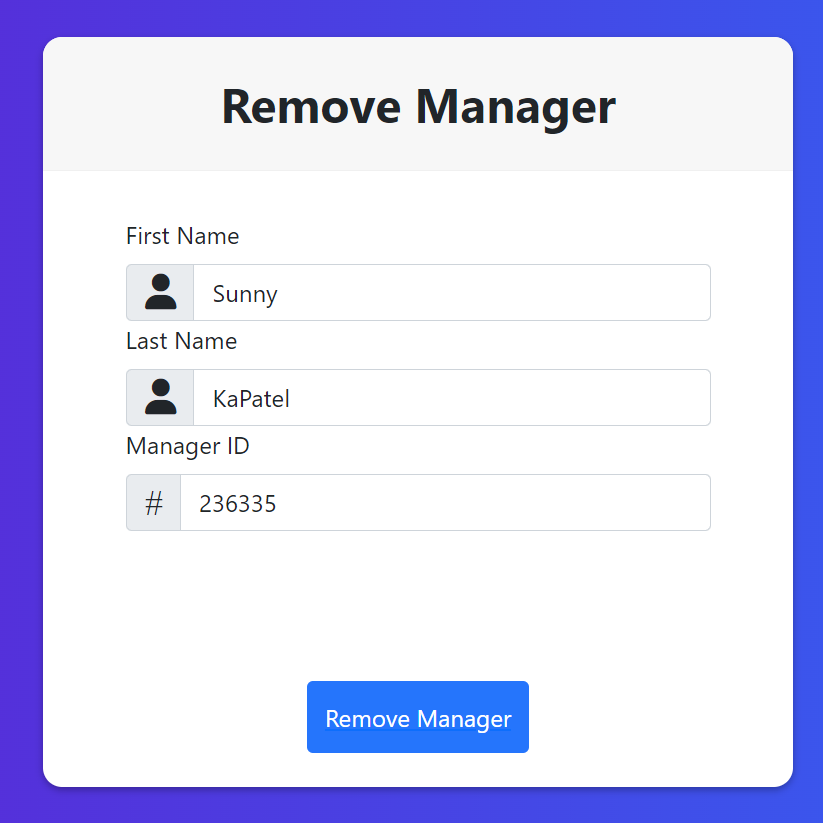 Remove Manager
First Name
Sunny
Last Name
KaPatel
Manager ID
# 236335
Remove Manager